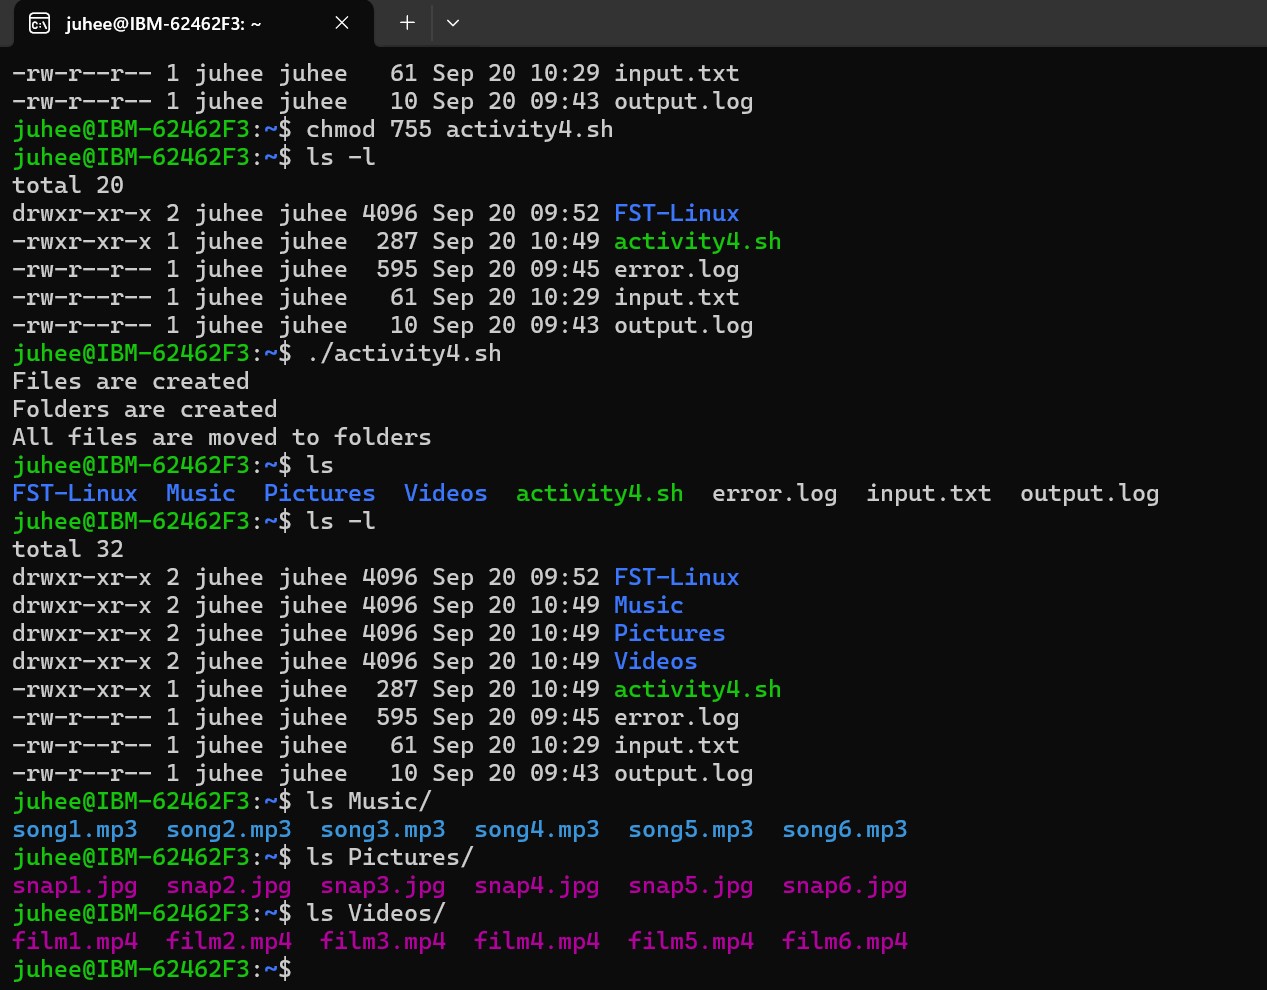 juhee@IBM-62462F3: ~
-rw-r--r-- 1 juhee juhee   61 Sep 20 10:29 input.txt
-rw-r--r-- 1 juhee juhee   10 Sep 20 09:43 output.log
juhee@IBM-62462F3:~$ chmod 755 activity4.sh
juhee@IBM-62462F3:~$ ls -l
total 20
drwxr-xr-x 2 juhee juhee 4096 Sep 20 09:52 FST-Linux
-rwxr-xr-x 1 juhee juhee  287 Sep 20 10:49 activity4.sh
-rw-r--r-- 1 juhee juhee  595 Sep 20 09:45 error.log
-rw-r--r-- 1 juhee juhee   61 Sep 20 10:29 input.txt
-rw-r--r-- 1 juhee juhee   10 Sep 20 09:43 output.log
juhee@IBM-62462F3:~$ ./activity4.sh
Files are created
Folders are created
All files are moved to folders
juhee@IBM-62462F3:~$ ls
FST-Linux  Music  Pictures  Videos  activity4.sh  error.log  input.txt  output.log
juhee@IBM-62462F3:~$ ls -l
total 32
drwxr-xr-x 2 juhee juhee 4096 Sep 20 09:52 FST-Linux
drwxr-xr-x 2 juhee juhee 4096 Sep 20 10:49 Music
drwxr-xr-x 2 juhee juhee 4096 Sep 20 10:49 Pictures
drwxr-xr-x 2 juhee juhee 4096 Sep 20 10:49 Videos
-rwxr-xr-x 1 juhee juhee  287 Sep 20 10:49 activity4.sh
-rw-r--r-- 1 juhee juhee  595 Sep 20 09:45 error.log
-rw-r--r-- 1 juhee juhee   61 Sep 20 10:29 input.txt
-rw-r--r-- 1 juhee juhee   10 Sep 20 09:43 output.log
juhee@IBM-62462F3:~$ ls Music/
song1.mp3  song2.mp3  song3.mp3  song4.mp3  song5.mp3  song6.mp3
juhee@IBM-62462F3:~$ ls Pictures/
snap1.jpg  snap2.jpg  snap3.jpg  snap4.jpg  snap5.jpg  snap6.jpg
juhee@IBM-62462F3:~$ ls Videos/
film1.mp4  film2.mp4  film3.mp4  film4.mp4  film5.mp4  film6.mp4
juhee@IBM-62462F3:~$